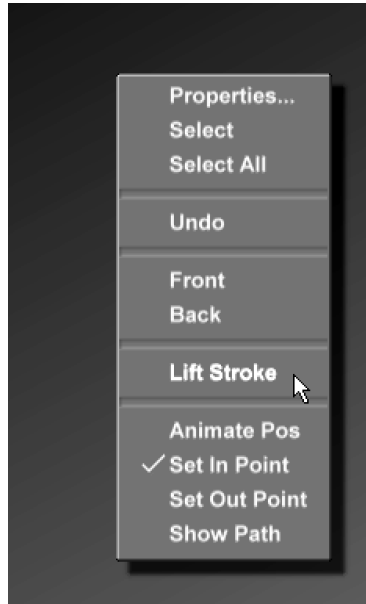 Properties...
Select
Select All
Undo
Front
Back
Lift Stroke
Animate Pos
Set In Point
Set Out Point
Show Path